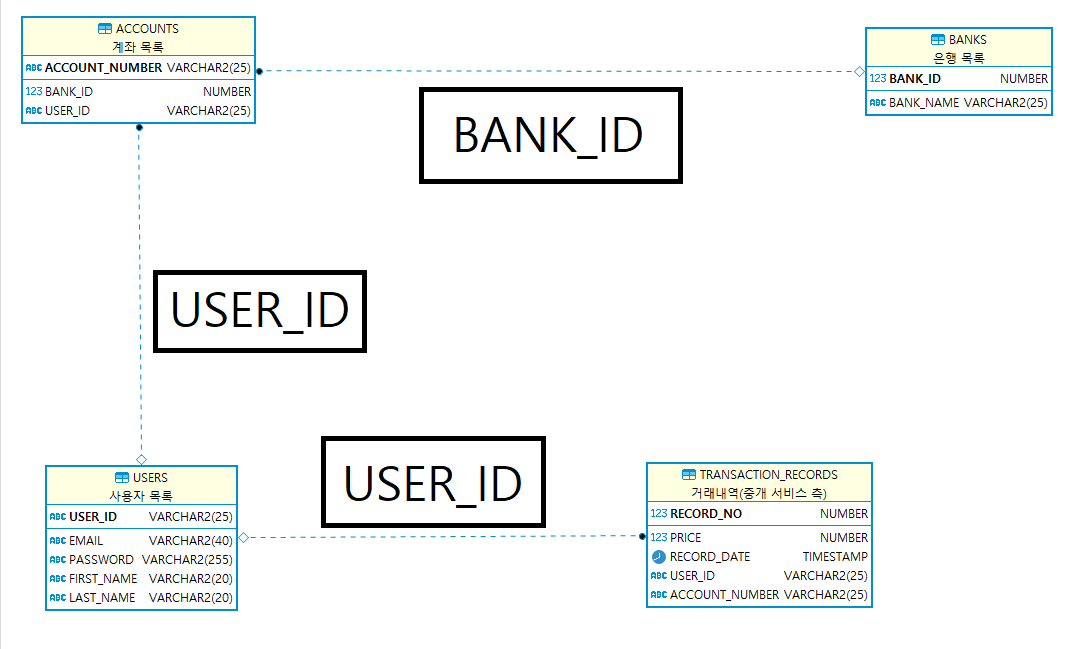 ACCOUNTS
계좌 목록
ABC ACCOUNT_NUMBER VARCHAR2(25)
123 BANK_ID NUMBER
ABC USER_ID VARCHAR2(25)
BANKS
은행 목록
123 BANK_ID NUMBER
ABC BANK_NAME VARCHAR2(25)
BANK_ID
USER_ID
USERS
사용자 목록
ABC USER_ID VARCHAR2(25)
ABC EMAIL VARCHAR2(40)
ABC PASSWORD VARCHAR2(255)
ABC FIRST_NAME VARCHAR2(20)
ABC LAST_NAME VARCHAR2(20)
USER_ID
TRANSACTION_RECORDS
거래내역(중개 서비스 측)
123 RECORD_NO NUMBER
123 PRICE NUMBER
RECORD_DATE TIMESTAMP
ABC USER_ID VARCHAR2(25)
ABC ACCOUNT_NUMBER VARCHAR2(25)